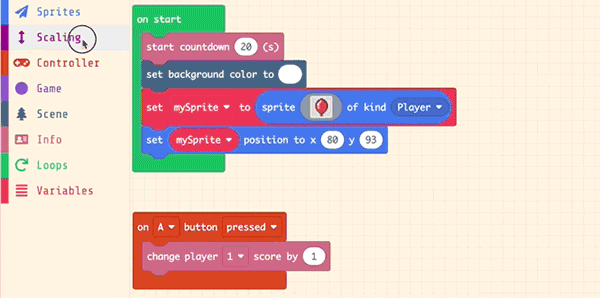 Sprites
Scaling
Controller
Game
Scene
Info
Loops
Variables
on start
start countdown 20 (s)
set background color to
set mySprite to sprite of kind Player
set mySprite position to x 80 y 93
on A button pressed
change player 1 score by 1